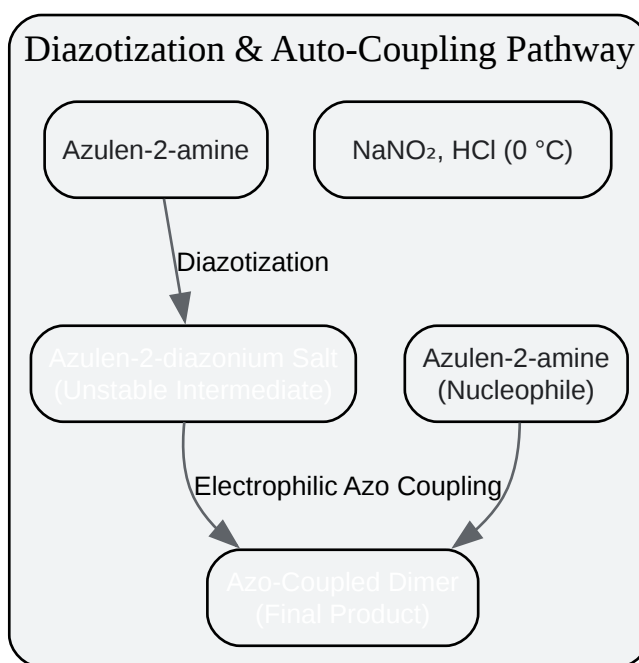 Diazotization & Auto-Coupling Pathway
Azulen-2-amine
NaNO₂, HCl (0 °C)
Diazotization
Azulen-2-diazonium Salt
(Unstable Intermediate)
Azulen-2-amine
(Nucleophile)
Electrophilic Azo Coupling
Azo-Coupled Dimer
(Final Product)